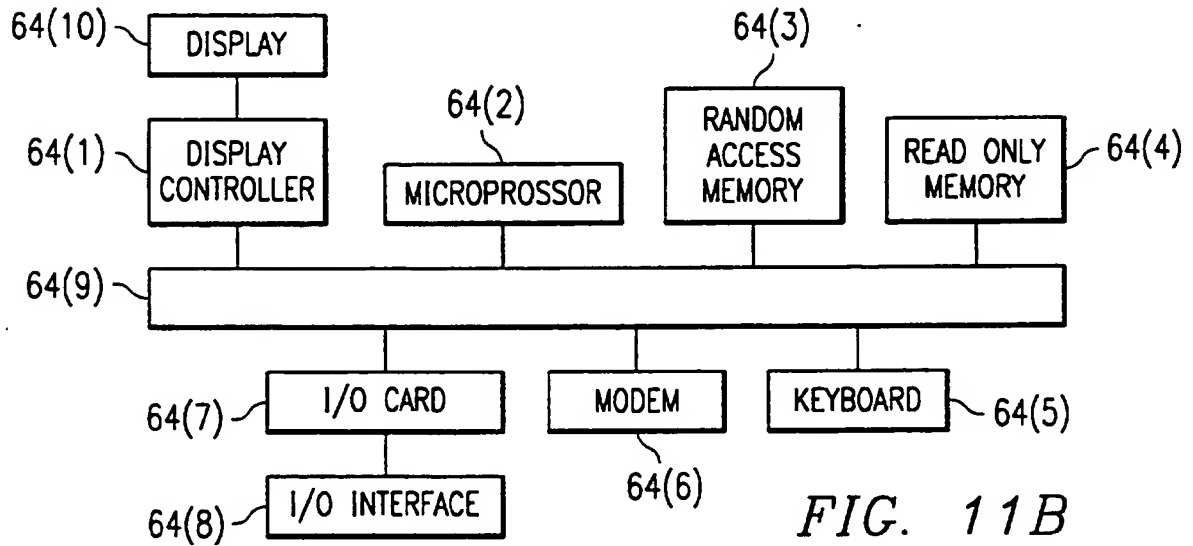 64(10)
DISPLAY
64(1)
DISPLAY
CONTROLLER
64(2)
MICROPROSSOR
64(3)
RANDOM
ACCESS
MEMORY
READ ONLY
MEMORY
64(4)
64(9)
64(7)
I/O CARD
MODEM
64(6)
KEYBOARD
64(5)
64(8)
I/O INTERFACE
FIG. 11B